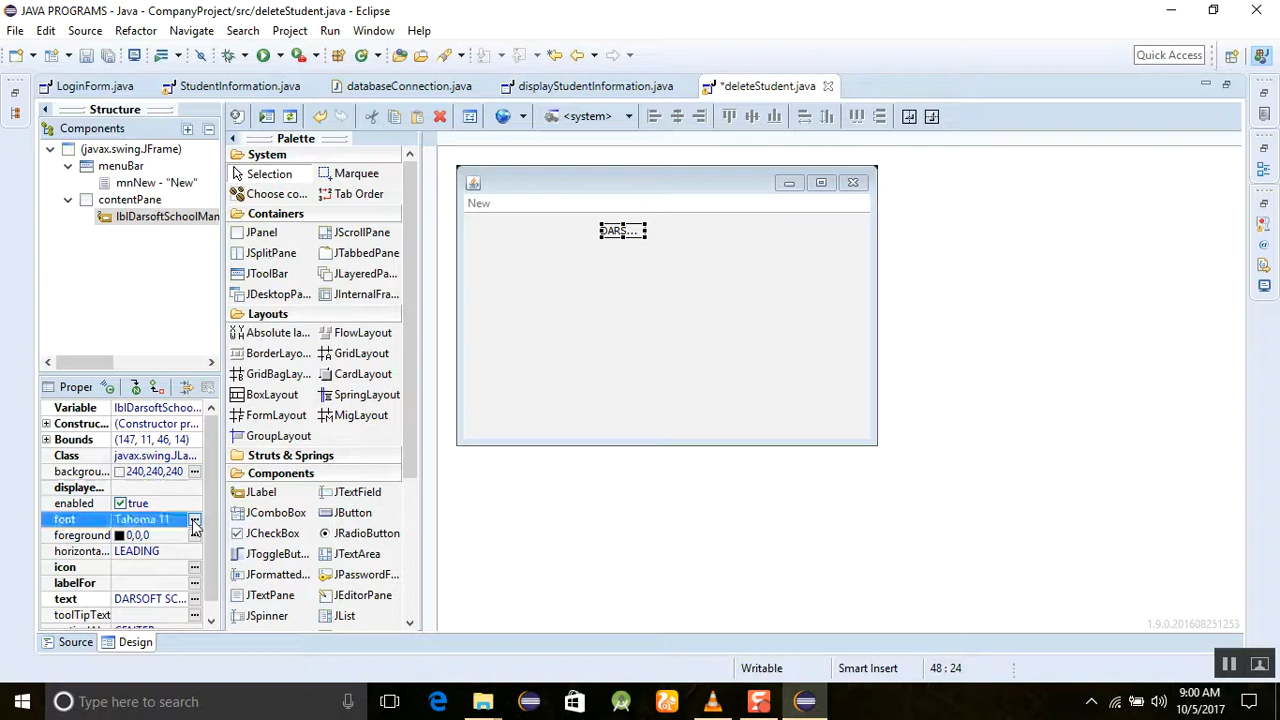 JAVA PROGRAMS - Java - CompanyProject/src/deleteStudent.java - Eclipse
File Edit Source Refactor Navigate Search Project Run Window Help
Quick Access
LoginForm.java StudentInformation.java databaseConnection.java displayStudentInformation.java *deleteStudent.java
Structure
Components
(javax.swing.JFrame)
menuBar
mnNew - "New"
contentPane
lblDarsoftSchoolMan
Palette
System
Selection Marquee
Choose co... Tab Order
Containers
JPanel JScrollPane
JSplitPane JTabbedPane
JToolBar JLayeredPa...
JDesktopPa... JInternalFra...
Layouts
Absolute la... FlowLayout
BorderLayo... GridLayout
GridBagLay... CardLayout
BoxLayout SpringLayout
FormLayout MigLayout
GroupLayout
Struts & Springs
Components
JLabel JTextField
JComboBox JButton
JCheckBox JRadioButton
JToggleBut... JTextArea
JFormatted... JPasswordF...
JTextPane JEditorPane
JSpinner JList
<system>
New
DARS...
Proper
Variable lblDarsoftSchoo...
Construc... (Constructor pr...
Bounds (147, 11, 46, 14)
Class javax.swing.JLa...
backgrou... 240,240,240
displaye...
enabled true
font Tahoma 11
foreground 0,0,0
horizonta... LEADING
icon
labelFor
text DARSOFT SC...
toolTipText
Source Design
1.9.0.201608251253
Writable Smart Insert 48 : 24
Type here to search
9:00 AM
10/5/2017